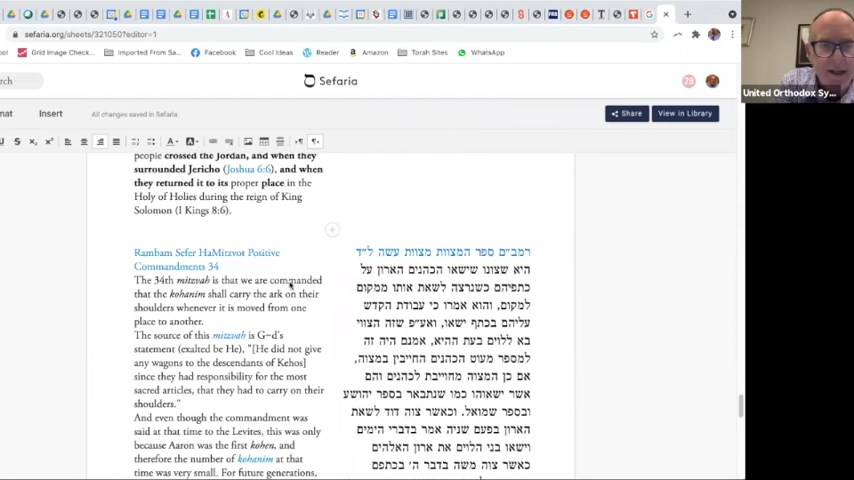 sefaria.org/sheets/321050?editor=1
Grid Image Check... Imported From Sa... Facebook Cool Ideas Reader Amazon Torah Sites WhatsApp
rch
Sefaria
28
United Orthodox Sy...
mat Insert All changes saved in Sefaria
Share View in Library
people crossed the Jordan, and when they
surrounded Jericho (Joshua 6:6), and when
they returned it to its proper place in the
Holy of Holies during the reign of King
Solomon (I Kings 8:6).
Rambam Sefer HaMitzvot Positive
Commandments 34
The 34th mitzvah is that we are commanded
that the kohanim shall carry the ark on their
shoulders whenever it is moved from one
place to another.
The source of this mitzvah is G–d's
statement (exalted be He), "[He did not give
any wagons to the descendants of Kehos]
since they had responsibility for the most
sacred articles, that they had to carry on their
shoulders."
And even though the commandment was
said at that time to the Levites, this was only
because Aaron was the first kohen, and
therefore the number of kohanim at that
time was very small. For future generations,
רמב״ם ספר המצוות מצוות עשה ל״ד
היא שצונו שישאו הכהנים הארון על
כתפיהם כשנרצה לשאת אותו ממקום
למקום, והוא אמרו כי עבודת הקדש
עליהם בכתף ישאו, ואע״פ שזה הצווי
בא ללוים בעת ההיא, אמנם היה זה
למספר מעוט הכהנים החייבין במצוה,
אם כן המצוה מחוייבת לכהנים והם
אשר ישאוהו כמו שנתבאר בספר יהושע
ובספר שמואל. וכאשר צוה דוד לשאת
הארון בפעם שניה אמר בדברי הימים
וישאו בני הלוים את ארון האלהים
כאשר צוה משה בדבר ה׳ בכתפם